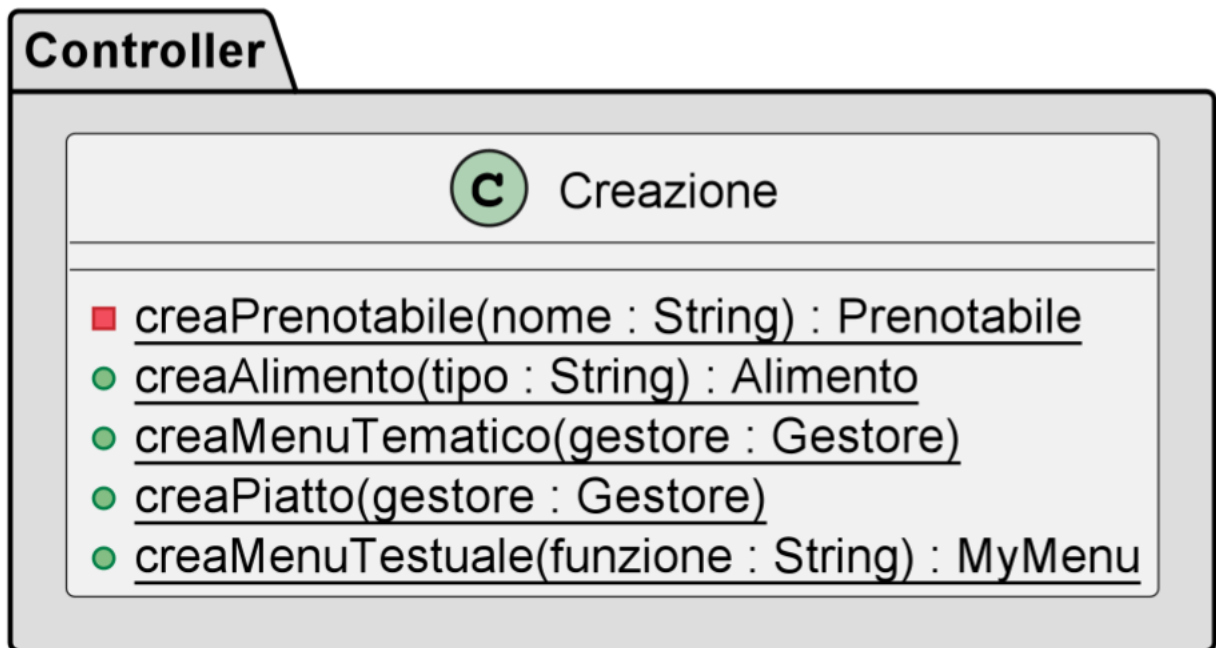 Controller
C Creazione
creaPrenotabile(nome : String) : Prenotabile
creaAlimento(tipo : String) : Alimento
creaMenuTematico(gestore : Gestore)
creaPiatto(gestore : Gestore)
creaMenuTestuale(funzione : String) : MyMenu